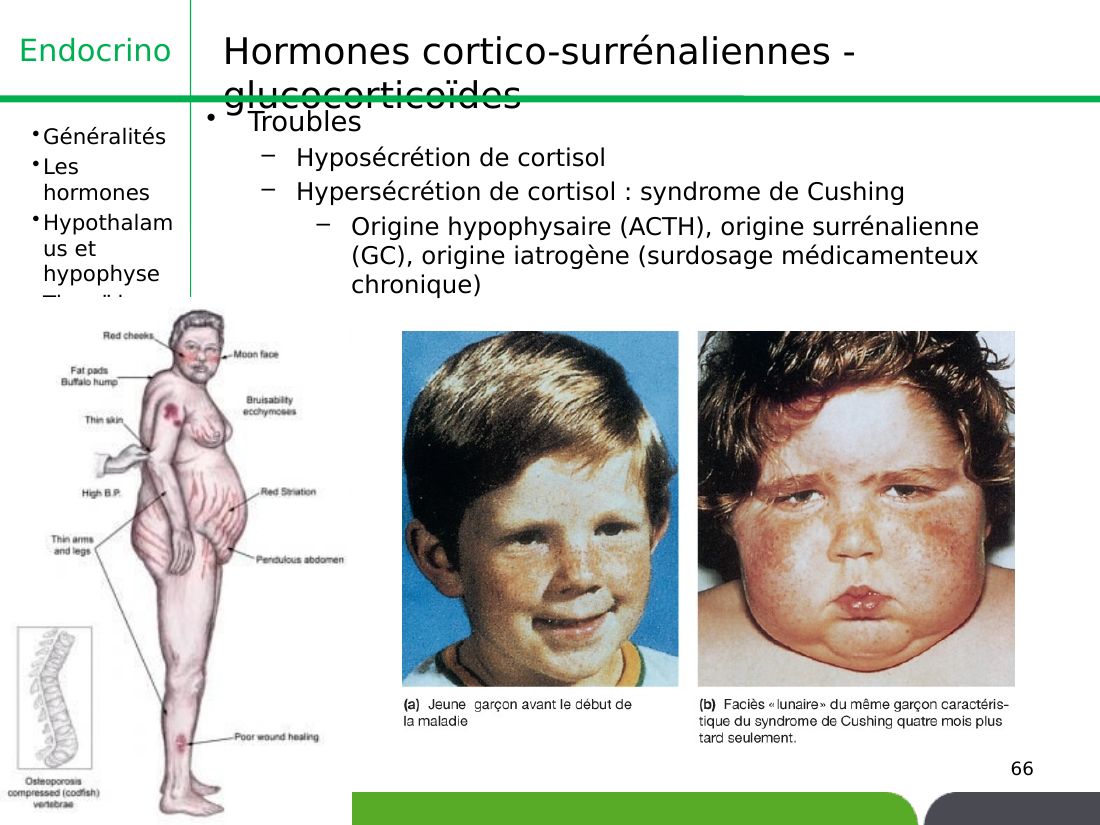 Endocrino
Hormones cortico-surrénaliennes -
glucocorticoïdes
• Généralités
• Les
hormones
• Hypothalam
us et
hypophyse
• Troubles
– Hyposécrétion de cortisol
– Hypersécrétion de cortisol : syndrome de Cushing
– Origine hypophysaire (ACTH), origine surrénalienne
(GC), origine iatrogène (surdosage médicamenteux
chronique)
Red cheeks
Moon face
Fat pads
Buffalo hump
Bruisability
ecchymoses
Thin skin
High B.P.
Red Striation
Thin arms
and legs
Pendulous abdomen
Poor wound healing
Osteoporosis
compressed (codfish)
vertebrae
(a) Jeune garçon avant le début de
la maladie
(b) Faciès «lunaire» du même garçon caractéris-
tique du syndrome de Cushing quatre mois plus
tard seulement.
66